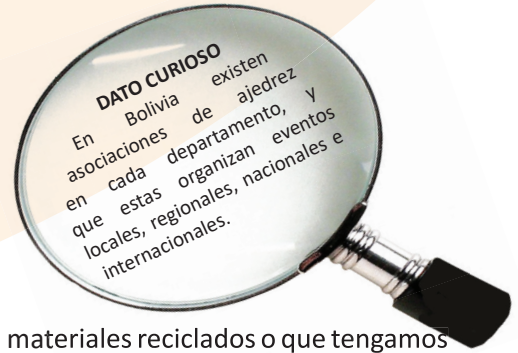 DATO CURIOSO
En Bolivia existen
asociaciones de ajedrez
en cada departamento, y
que estas organizan eventos
locales, regionales, nacionales e
internacionales.
materiales reciclados o que tengamos